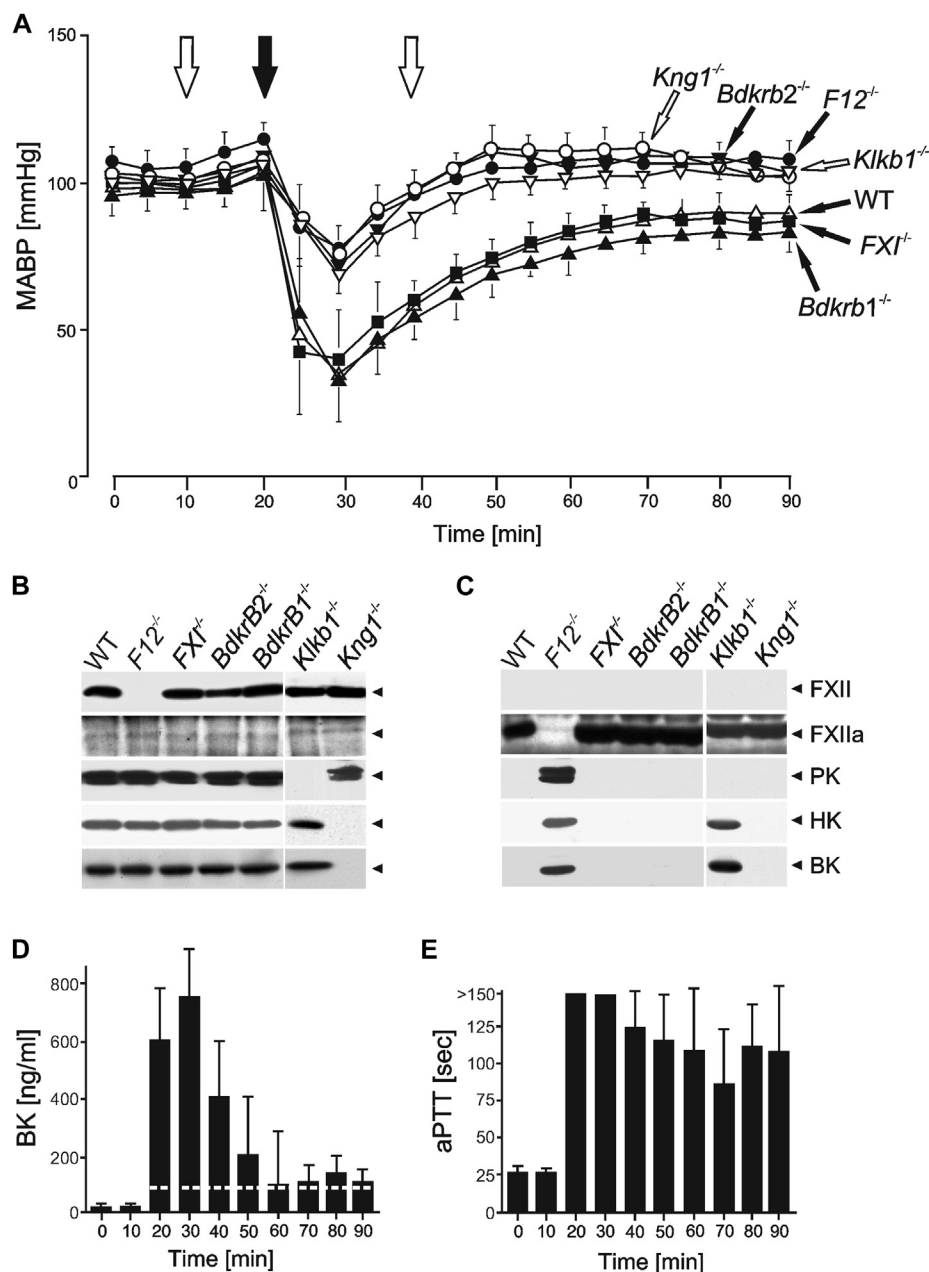 A
150
100
50
0
MABP [mmHg]
Kng1-/-
Bdkrb2-/-
F12-/-
Klkb1-/-
WT
FXI-/-
Bdkrb1-/-
0 10 20 30 40 50 60 70 80 90
Time [min]
B
WT F12-/- FXI-/- BdkrB2-/- BdkrB1-/- Klkb1-/- Kng1-/-
C
WT F12-/- FXI-/- BdkrB2-/- BdkrB1-/- Klkb1-/- Kng1-/-
FXII
FXIIa
PK
HK
BK
D
800
600
400
200
0
BK [ng/ml]
0 10 20 30 40 50 60 70 80 90
Time [min]
E
>150
125
100
75
50
25
0
aPTT [sec]
0 10 20 30 40 50 60 70 80 90
Time [min]